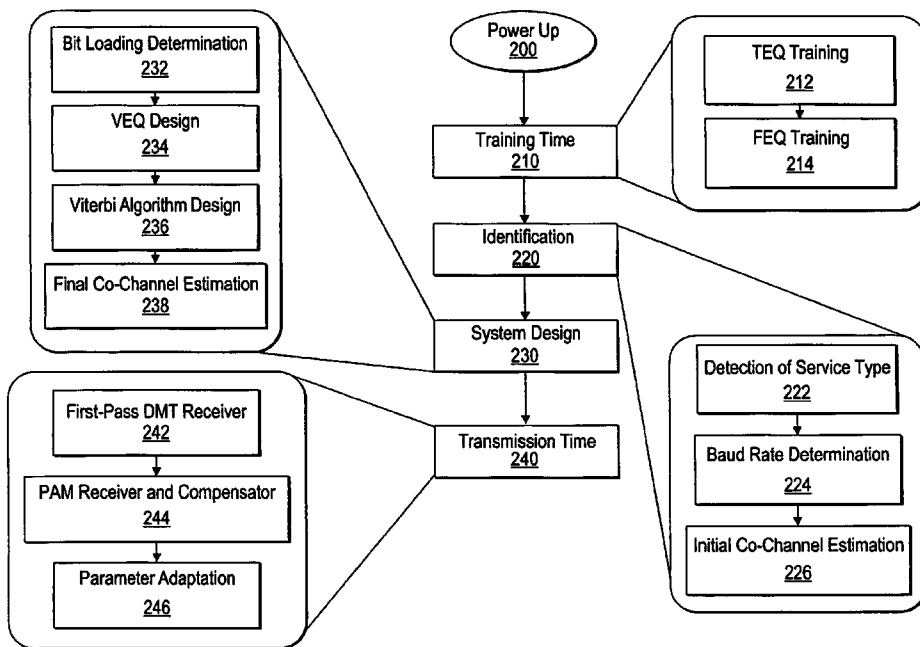 Power Up
200
Training Time
210
Identification
220
System Design
230
Transmission Time
240
TEQ Training
212
FEQ Training
214
Detection of Service Type
222
Baud Rate Determination
224
Initial Co-Channel Estimation
226
Bit Loading Determination
232
VEQ Design
234
Viterbi Algorithm Design
236
Final Co-Channel Estimation
238
First-Pass DMT Receiver
242
PAM Receiver and Compensator
244
Parameter Adaptation
246